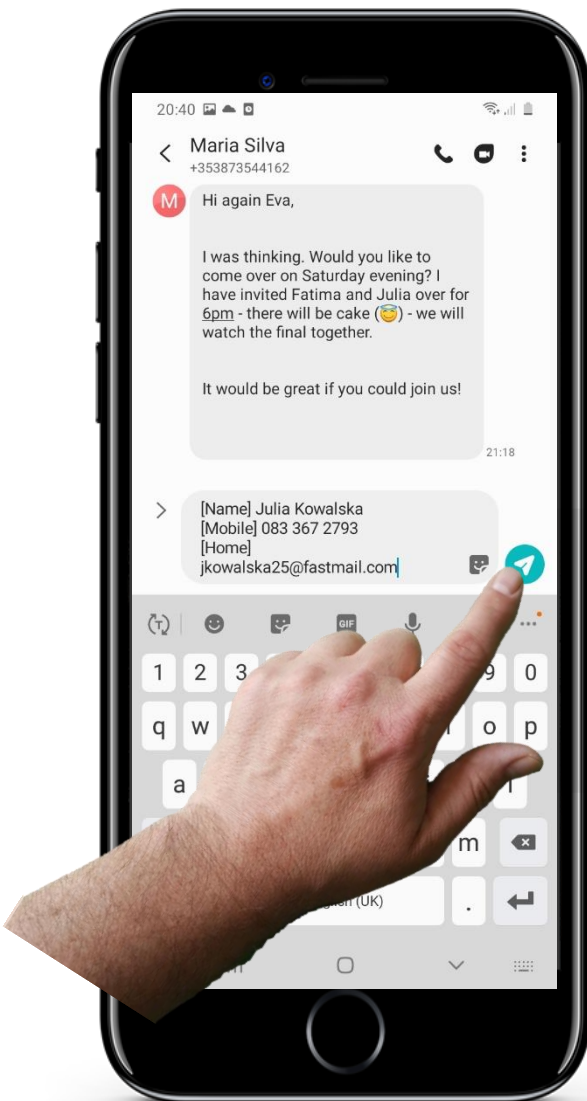 20:40
Maria Silva
+353873544162
M
Hi again Eva,
I was thinking. Would you like to
come over on Saturday evening? I
have invited Fatima and Julia over for
6pm - there will be cake (😇) - we will
watch the final together.
It would be great if you could join us!
21:18
[Name] Julia Kowalska
[Mobile] 083 367 2793
[Home]
jkowalska25@fastmail.com
T GIF
1 2 3 9 0
q w o p
a
m
(UK) .